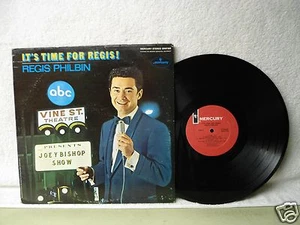 IT'S TIME FOR REGIS!
REGIS PHILBIN
abc
VINE ST.
THEATRE
PRESENTS
JOEY BISHOP
SHOW
MERCURY